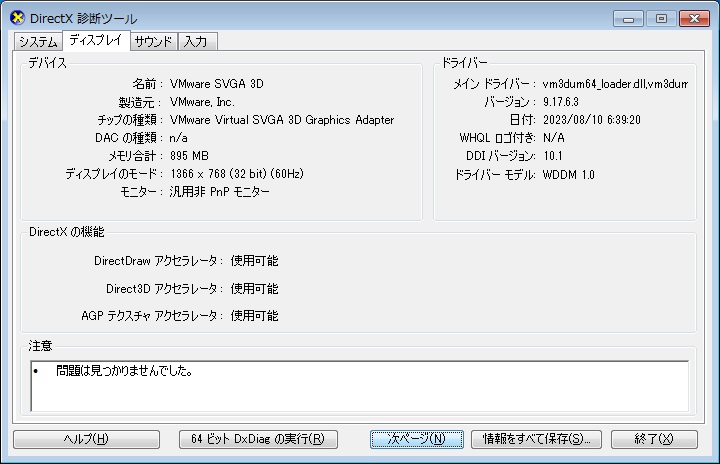 DirectX 診断ツール
システム ディスプレイ サウンド 入力
デバイス
名前: VMware SVGA 3D
製造元: VMware, Inc.
チップの種類: VMware Virtual SVGA 3D Graphics Adapter
DAC の種類: n/a
メモリ合計: 895 MB
ディスプレイのモード: 1366 x 768 (32 bit) (60Hz)
モニター: 汎用非 PnP モニター
ドライバー
メイン ドライバー: vm3dum64_loader.dll,vm3dum
バージョン: 9.17.6.3
日付: 2023/08/10 6:39:20
WHQL ロゴ付き: N/A
DDI バージョン: 10.1
ドライバー モデル: WDDM 1.0
DirectX の機能
DirectDraw アクセラレータ: 使用可能
Direct3D アクセラレータ: 使用可能
AGP テクスチャ アクセラレータ: 使用可能
注意
• 問題は見つかりませんでした。
ヘルプ(H) 64 ビット DxDiag の実行(R) 次ページ(N) 情報をすべて保存(S)... 終了(X)